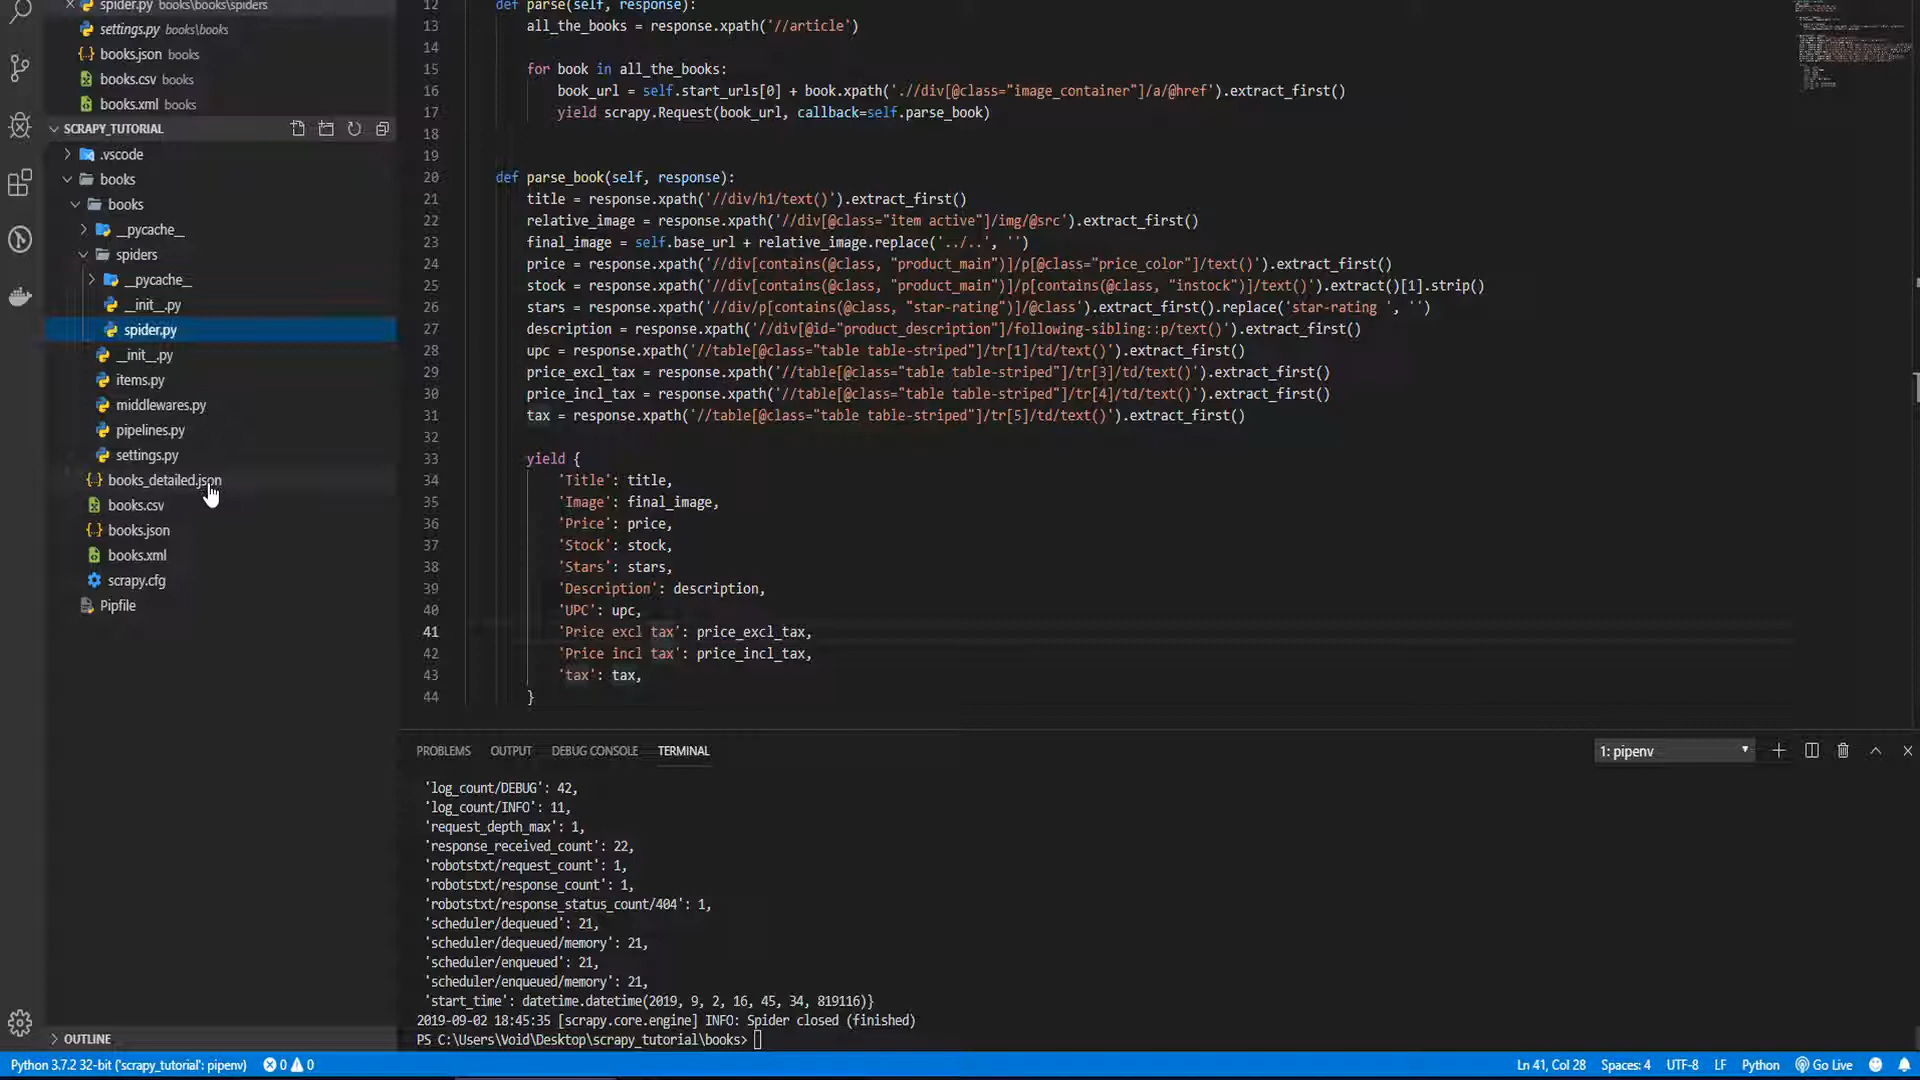 spider.py books\books\spiders
settings.py books\books
books.json books
books.csv books
books.xml books
SCRAPY_TUTORIAL
.vscode
books
books
__pycache__
spiders
__pycache__
__init__.py
spider.py
__init__.py
items.py
middlewares.py
pipelines.py
settings.py
books_detailed.json
books.csv
books.json
books.xml
scrapy.cfg
Pipfile
OUTLINE
12 def parse(self, response):
13 all_the_books = response.xpath('//article')
14
15 for book in all_the_books:
16 book_url = self.start_urls[0] + book.xpath('.//div[@class="image_container"]/a/@href').extract_first()
17 yield scrapy.Request(book_url, callback=self.parse_book)
18
19
20 def parse_book(self, response):
21 title = response.xpath('//div/h1/text()').extract_first()
22 relative_image = response.xpath('//div[@class="item active"]/img/@src').extract_first()
23 final_image = self.base_url + relative_image.replace('../..', '')
24 price = response.xpath('//div[contains(@class, "product_main")]/p[@class="price_color"]/text()').extract_first()
25 stock = response.xpath('//div[contains(@class, "product_main")]/p[contains(@class, "instock")]/text()').extract()[1].strip()
26 stars = response.xpath('//div/p[contains(@class, "star-rating")]/@class').extract_first().replace('star-rating ', '')
27 description = response.xpath('//div[@id="product_description"]/following-sibling::p/text()').extract_first()
28 upc = response.xpath('//table[@class="table table-striped"]/tr[1]/td/text()').extract_first()
29 price_excl_tax = response.xpath('//table[@class="table table-striped"]/tr[3]/td/text()').extract_first()
30 price_incl_tax = response.xpath('//table[@class="table table-striped"]/tr[4]/td/text()').extract_first()
31 tax = response.xpath('//table[@class="table table-striped"]/tr[5]/td/text()').extract_first()
32
33 yield {
34 'Title': title,
35 'Image': final_image,
36 'Price': price,
37 'Stock': stock,
38 'Stars': stars,
39 'Description': description,
40 'UPC': upc,
41 'Price excl tax': price_excl_tax,
42 'Price incl tax': price_incl_tax,
43 'tax': tax,
44 }
PROBLEMS OUTPUT DEBUG CONSOLE TERMINAL 1: pipenv
'log_count/DEBUG': 42,
'log_count/INFO': 11,
'request_depth_max': 1,
'response_received_count': 22,
'robotstxt/request_count': 1,
'robotstxt/response_count': 1,
'robotstxt/response_status_count/404': 1,
'scheduler/dequeued': 21,
'scheduler/dequeued/memory': 21,
'scheduler/enqueued': 21,
'scheduler/enqueued/memory': 21,
'start_time': datetime.datetime(2019, 9, 2, 16, 45, 34, 819116)}
2019-09-02 18:45:35 [scrapy.core.engine] INFO: Spider closed (finished)
PS C:\Users\Void\Desktop\scrapy_tutorial\books>
Python 3.7.2 32-bit ('scrapy_tutorial': pipenv) 0 0 Ln 41, Col 28 Spaces: 4 UTF-8 LF Python Go Live